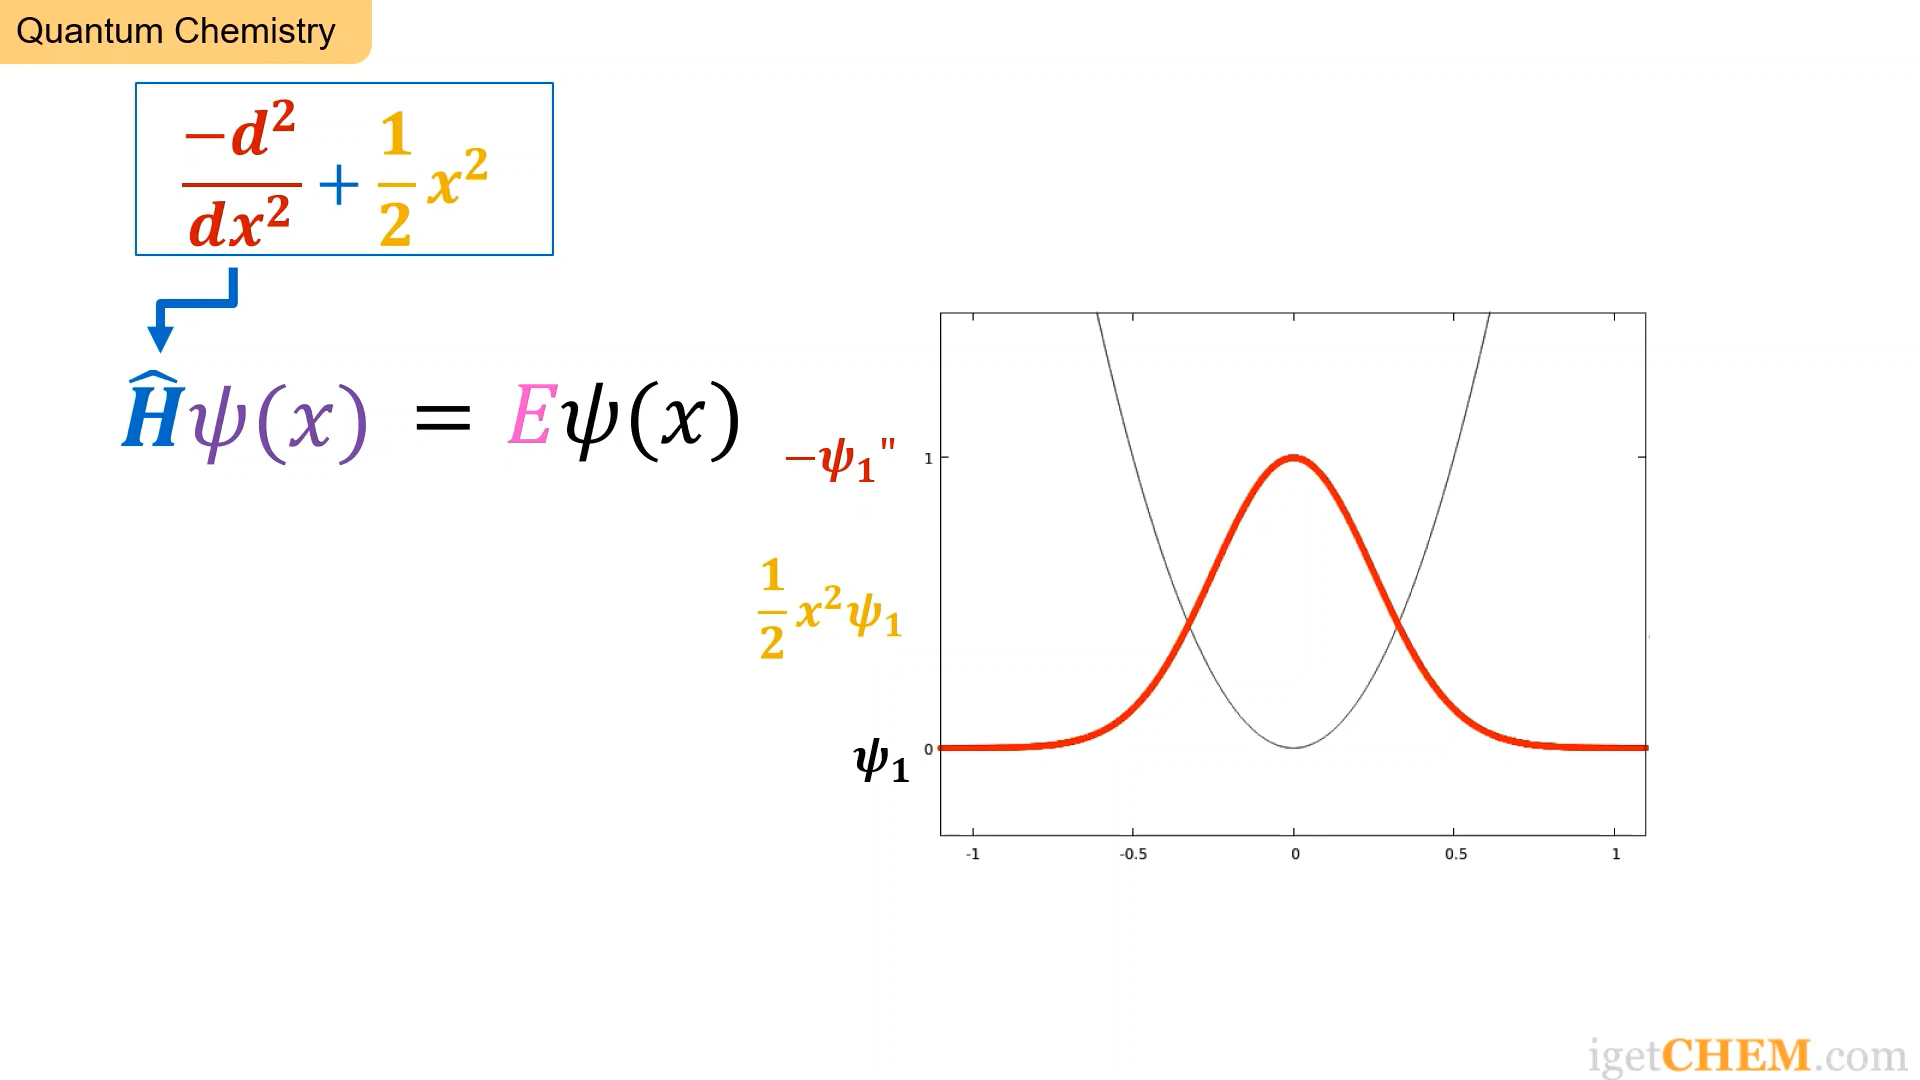 Quantum Chemistry
−d²/dx² + 1/2 x²
Ĥψ(x) = Eψ(x)
−ψ₁"
1/2 x²ψ₁
ψ₁
1
0
-1 -0.5 0 0.5 1
igetCHEM.com